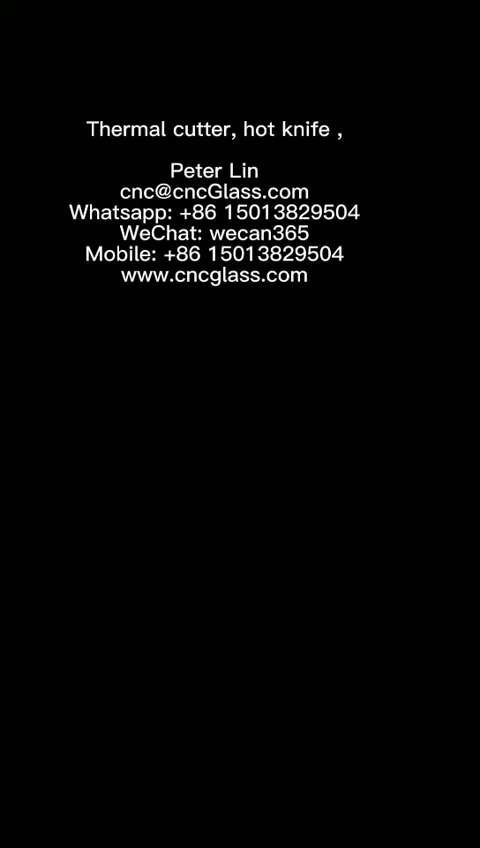 Thermal cutter, hot knife ,
Peter Lin
cnc@cncGlass.com
Whatsapp: +86 15013829504
WeChat: wecan365
Mobile: +86 15013829504
www.cncglass.com